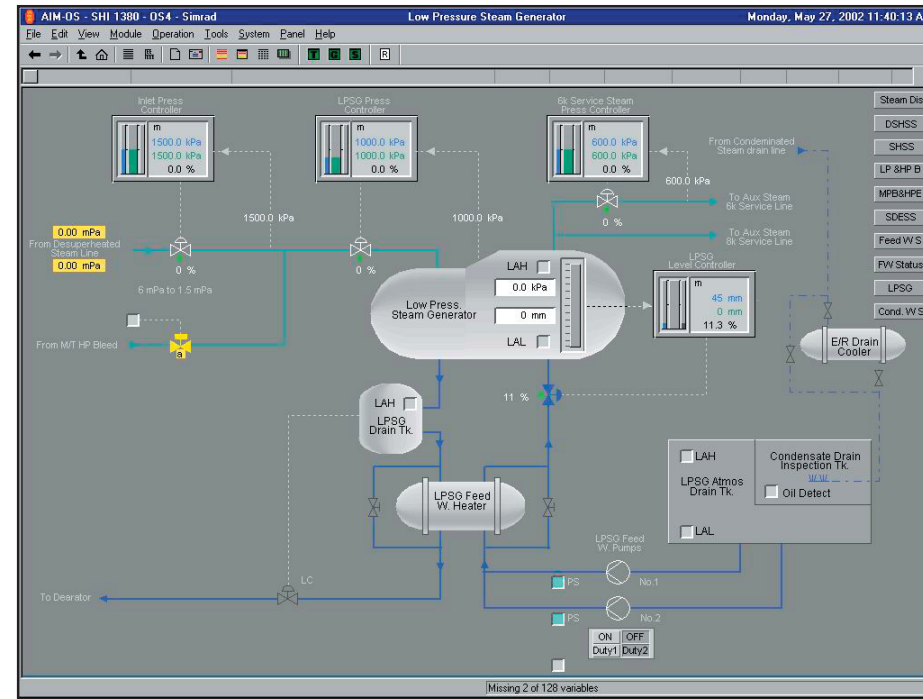 AIM-OS - SHI 1380 - OS4 - Simrad
Low Pressure Steam Generator
Monday, May 27, 2002 11:40:13 A
File Edit View Module Operation Tools System Panel Help
T G S R
Inlet Press
Controller
m
1500.0 kPa
1500.0 kPa
0.0 %
LPSG Press
Controller
m
1000.0 kPa
1000.0 kPa
0.0 %
6k Service Steam
Press Controller
m
600.0 kPa
600.0 kPa
0.0 %
From Condeminated
Steam drain line
600.0 kPa
1500.0 kPa
1000.0 kPa
0 %
To Aux Steam
6k Service Line
To Aux Steam
8k Service Line
0.00 mPa
From Desuperheated
Steam Line
0.00 mPa
0 %
0 %
6 mPa to 1.5 mPa
From M/T HP Bleed
a
Low Press.
Steam Generator
LAH
0.0 kPa
0 mm
LAL
LPSG
Level Controller
m
45 mm
0 mm
11.3 %
11 %
Steam Dis
DSHSS
SHSS
LP &HP B
MPB&HPE
SDESS
Feed W S
FW Status
LPSG
Cond. W S
E/R Drain
Cooler
LAH
LPSG
Drain Tk.
LPSG Feed
W. Heater
LAH
LPSG Atmos
Drain Tk.
LAL
Condensate Drain
Inspection Tk.
Oil Detect
LPSG Feed
W. Pumps
PS
No.1
PS
No.2
ON OFF
Duty1 Duty2
LC
To Dearator
Missing 2 of 128 variables